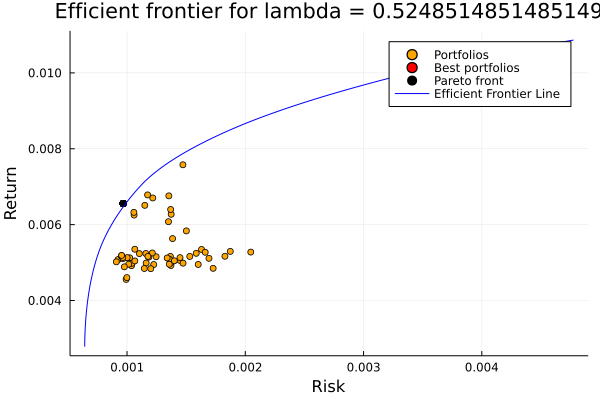 Efficient frontier for lambda = 0.5248514851485149
0.010
0.008
0.006
0.004
Return
Portfolios
Best portfolios
Pareto front
Efficient Frontier Line
0.001
0.002
0.003
0.004
Risk